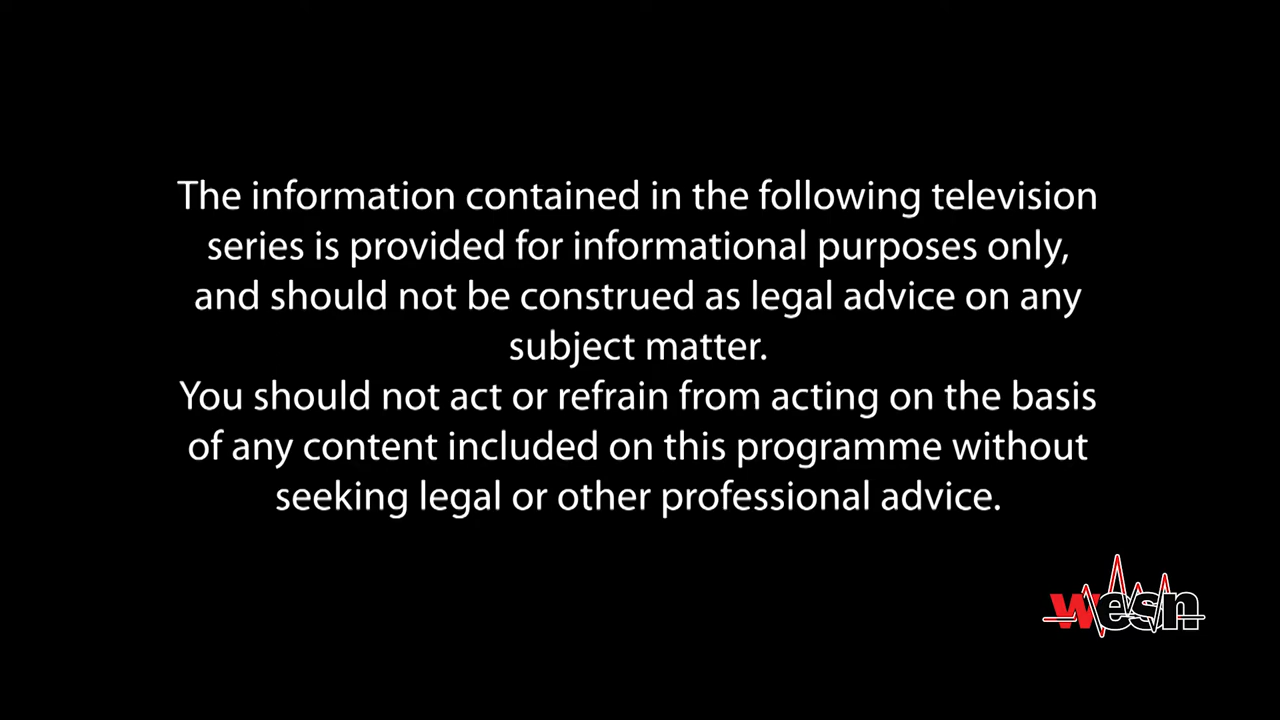 The information contained in the following television
series is provided for informational purposes only,
and should not be construed as legal advice on any
subject matter.
You should not act or refrain from acting on the basis
of any content included on this programme without
seeking legal or other professional advice.
wesn